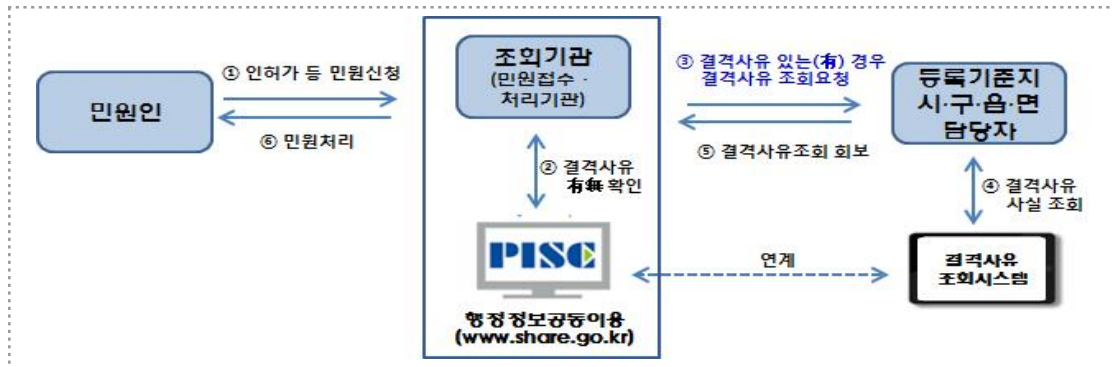 민원인
① 인허가 등 민원신청
⑥ 민원처리
조회기관
(민원접수 ·
처리기관)
② 결격사유
有無 확인
PISC
행정정보공동이용
(www.share.go.kr)
③ 결격사유 있는(有) 경우
결격사유 조회요청
⑤ 결격사유조회 회보
등록기준지
시·구·읍·면
담당자
④ 결격사유
사실 조회
연계
결격사유
조회시스템